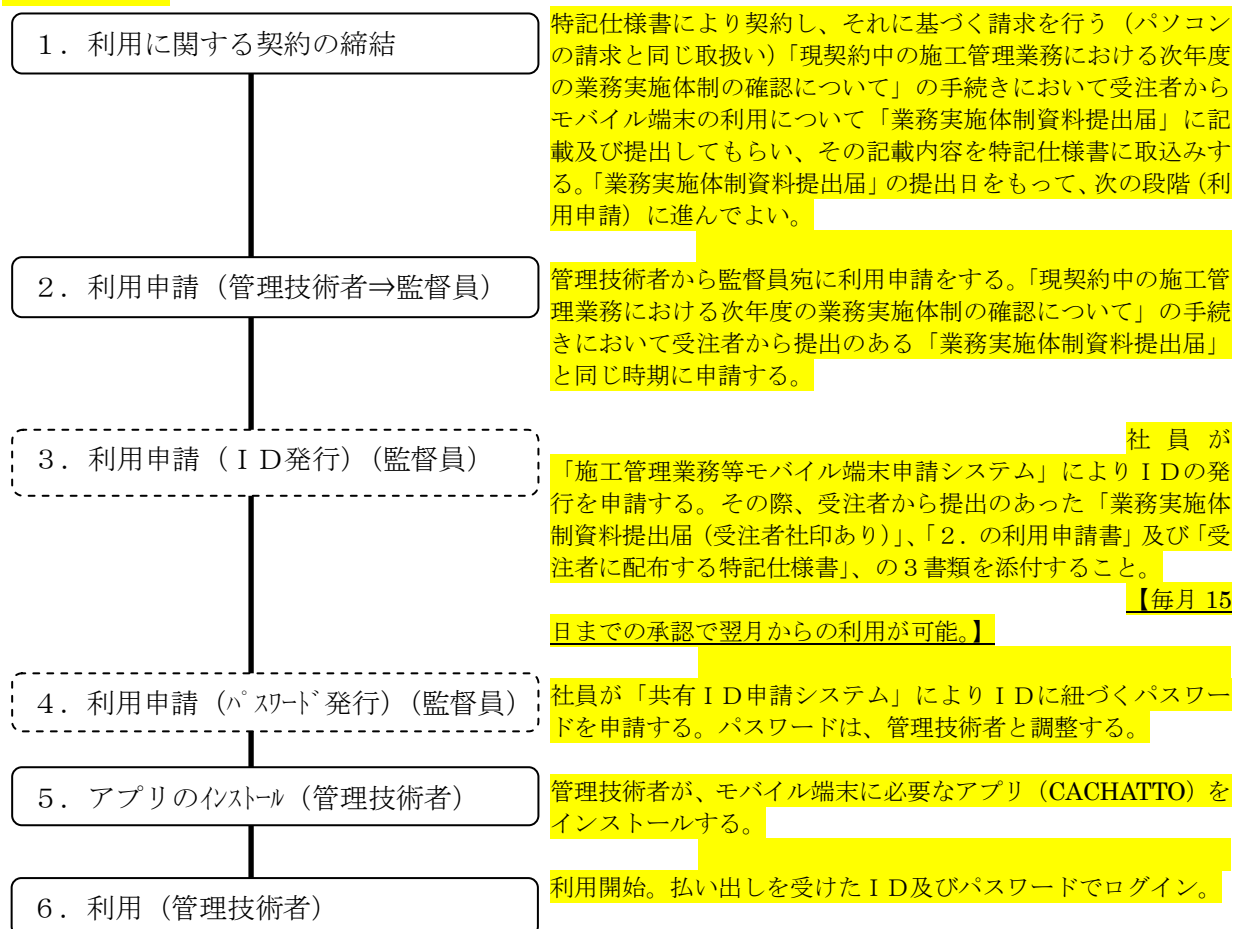 １．利用に関する契約の締結
特記仕様書により契約し、それに基づく請求を行う（パソコン
の請求と同じ取扱い）「現契約中の施工管理業務における次年度
の業務実施体制の確認について」の手続きにおいて受注者から
モバイル端末の利用について「業務実施体制資料提出届」に記
載及び提出してもらい、その記載内容を特記仕様書に取込みす
る。「業務実施体制資料提出届」の提出日をもって、次の段階（利
用申請）に進んでよい。
２．利用申請（管理技術者⇒監督員）
管理技術者から監督員宛に利用申請をする。「現契約中の施工管
理業務における次年度の業務実施体制の確認について」の手続
きにおいて受注者から提出のある「業務実施体制資料提出届」
と同じ時期に申請する。
３．利用申請（ＩＤ発行）（監督員）
社員が
「施工管理業務等モバイル端末申請システム」によりＩＤの発
行を申請する。その際、受注者から提出のあった「業務実施体
制資料提出届（受注者社印あり）」、「２．の利用申請書」及び「受
注者に配布する特記仕様書」、の３書類を添付すること。
【毎月 15
日までの承認で翌月からの利用が可能。】
４．利用申請（ﾊﾟｽﾜｰﾄﾞ発行）（監督員）
社員が「共有ＩＤ申請システム」によりＩＤに紐づくパスワー
ドを申請する。パスワードは、管理技術者と調整する。
５．アプリのｲﾝｽﾄｰﾙ（管理技術者）
管理技術者が、モバイル端末に必要なアプリ（CACHATTO）を
インストールする。
６．利用（管理技術者）
利用開始。払い出しを受けたＩＤ及びパスワードでログイン。